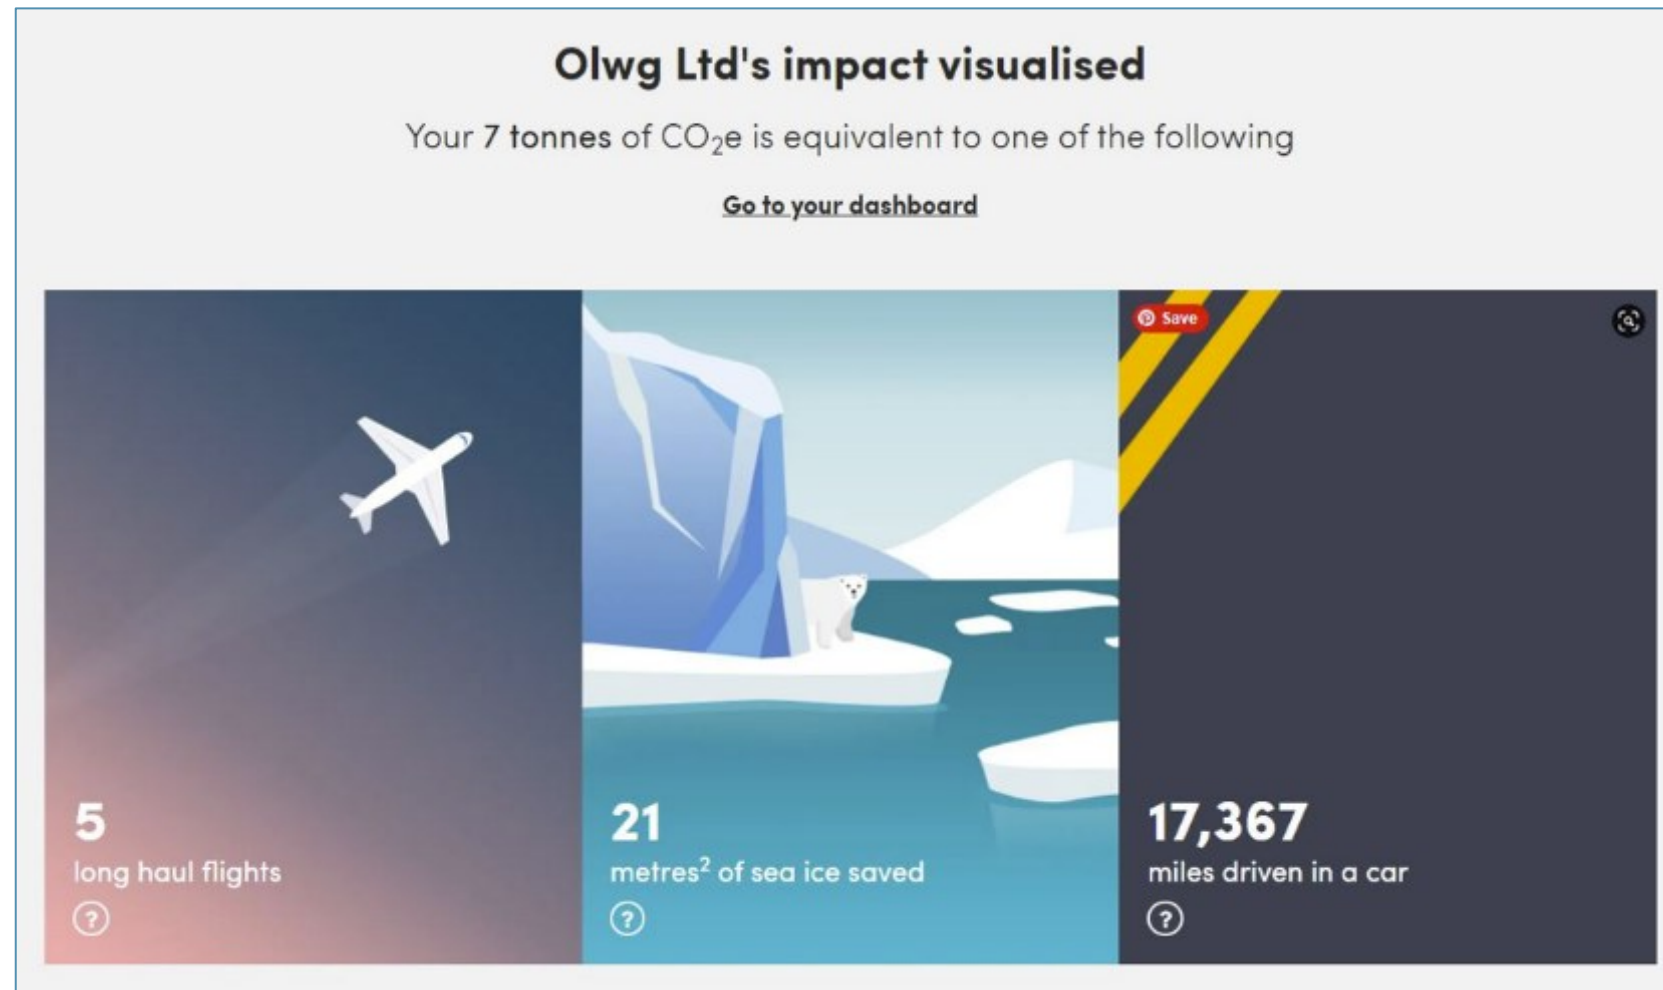 Olwg Ltd's impact visualised
Your 7 tonnes of CO₂e is equivalent to one of the following
Go to your dashboard
Save
5
long haul flights
?
21
metres² of sea ice saved
?
17,367
miles driven in a car
?